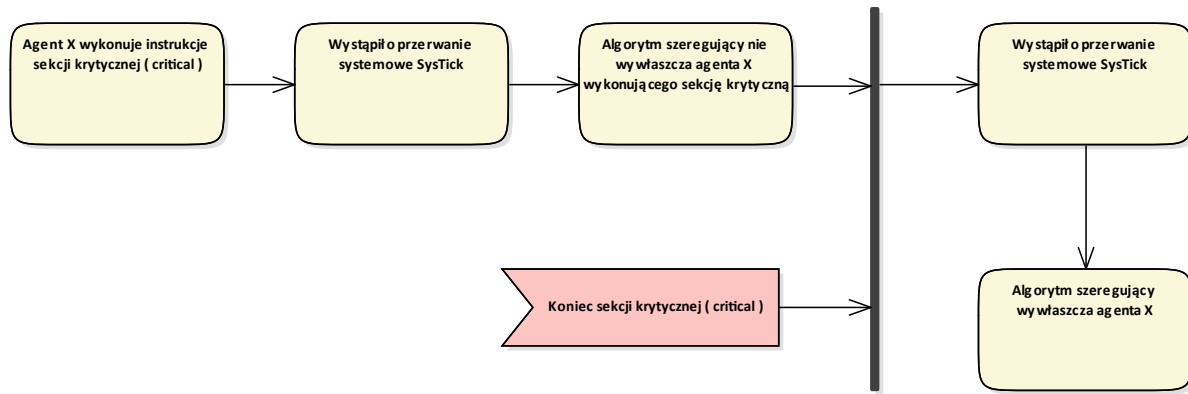 Agent X wykonuje instrukcje
sekcji krytycznej ( critical )
Wystąpiło przerwanie
systemowe SysTick
Algorytm szeregujący nie
wywłaszcza agenta X
wykonującego sekcję krytyczną
Wystąpiło przerwanie
systemowe SysTick
Koniec sekcji krytycznej ( critical )
Algorytm szeregujący
wywłaszcza agenta X